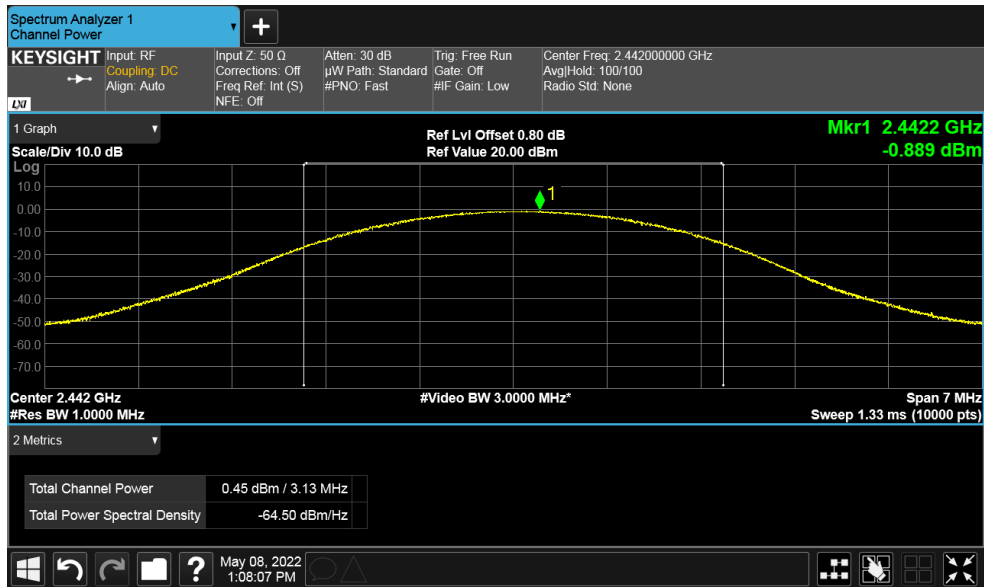 Spectrum Analyzer 1
Channel Power
+
KEYSIGHT
LXI
Input: RF
Coupling: DC
Align: Auto
Input Z: 50 Ω
Corrections: Off
Freq Ref: Int (S)
NFE: Off
Atten: 30 dB
µW Path: Standard
#PNO: Fast
Trig: Free Run
Gate: Off
#IF Gain: Low
Center Freq: 2.442000000 GHz
Avg|Hold: 100/100
Radio Std: None
1 Graph
Scale/Div 10.0 dB
Ref Lvl Offset 0.80 dB
Ref Value 20.00 dBm
Mkr1 2.4422 GHz
-0.889 dBm
Log
10.0
0.00
-10.0
-20.0
-30.0
-40.0
-50.0
-60.0
-70.0
1
Center 2.442 GHz
#Res BW 1.0000 MHz
#Video BW 3.0000 MHz*
Span 7 MHz
Sweep 1.33 ms (10000 pts)
2 Metrics
Total Channel Power 0.45 dBm / 3.13 MHz
Total Power Spectral Density -64.50 dBm/Hz
?
May 08, 2022
1:08:07 PM